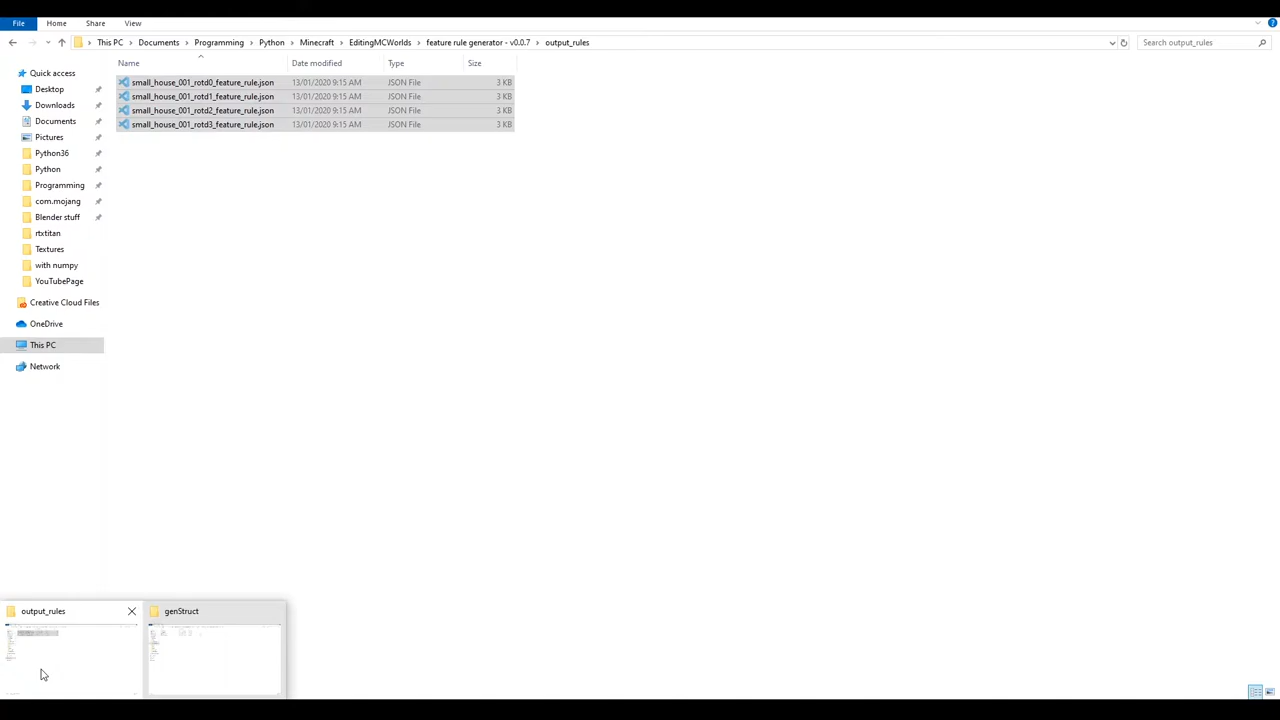 File Home Share View
This PC Documents Programming Python Minecraft EditingMCWorlds feature rule generator - v0.0.7 output_rules Search output_rules
Name Date modified Type Size
small_house_001_rotd0_feature_rule.json 13/01/2020 9:15 AM JSON File 3 KB
small_house_001_rotd1_feature_rule.json 13/01/2020 9:15 AM JSON File 3 KB
small_house_001_rotd2_feature_rule.json 13/01/2020 9:15 AM JSON File 3 KB
small_house_001_rotd3_feature_rule.json 13/01/2020 9:15 AM JSON File 3 KB
Quick access
Desktop
Downloads
Documents
Pictures
Python36
Python
Programming
com.mojang
Blender stuff
rtxtitan
Textures
with numpy
YouTubePage
Creative Cloud Files
OneDrive
This PC
Network
output_rules genStruct